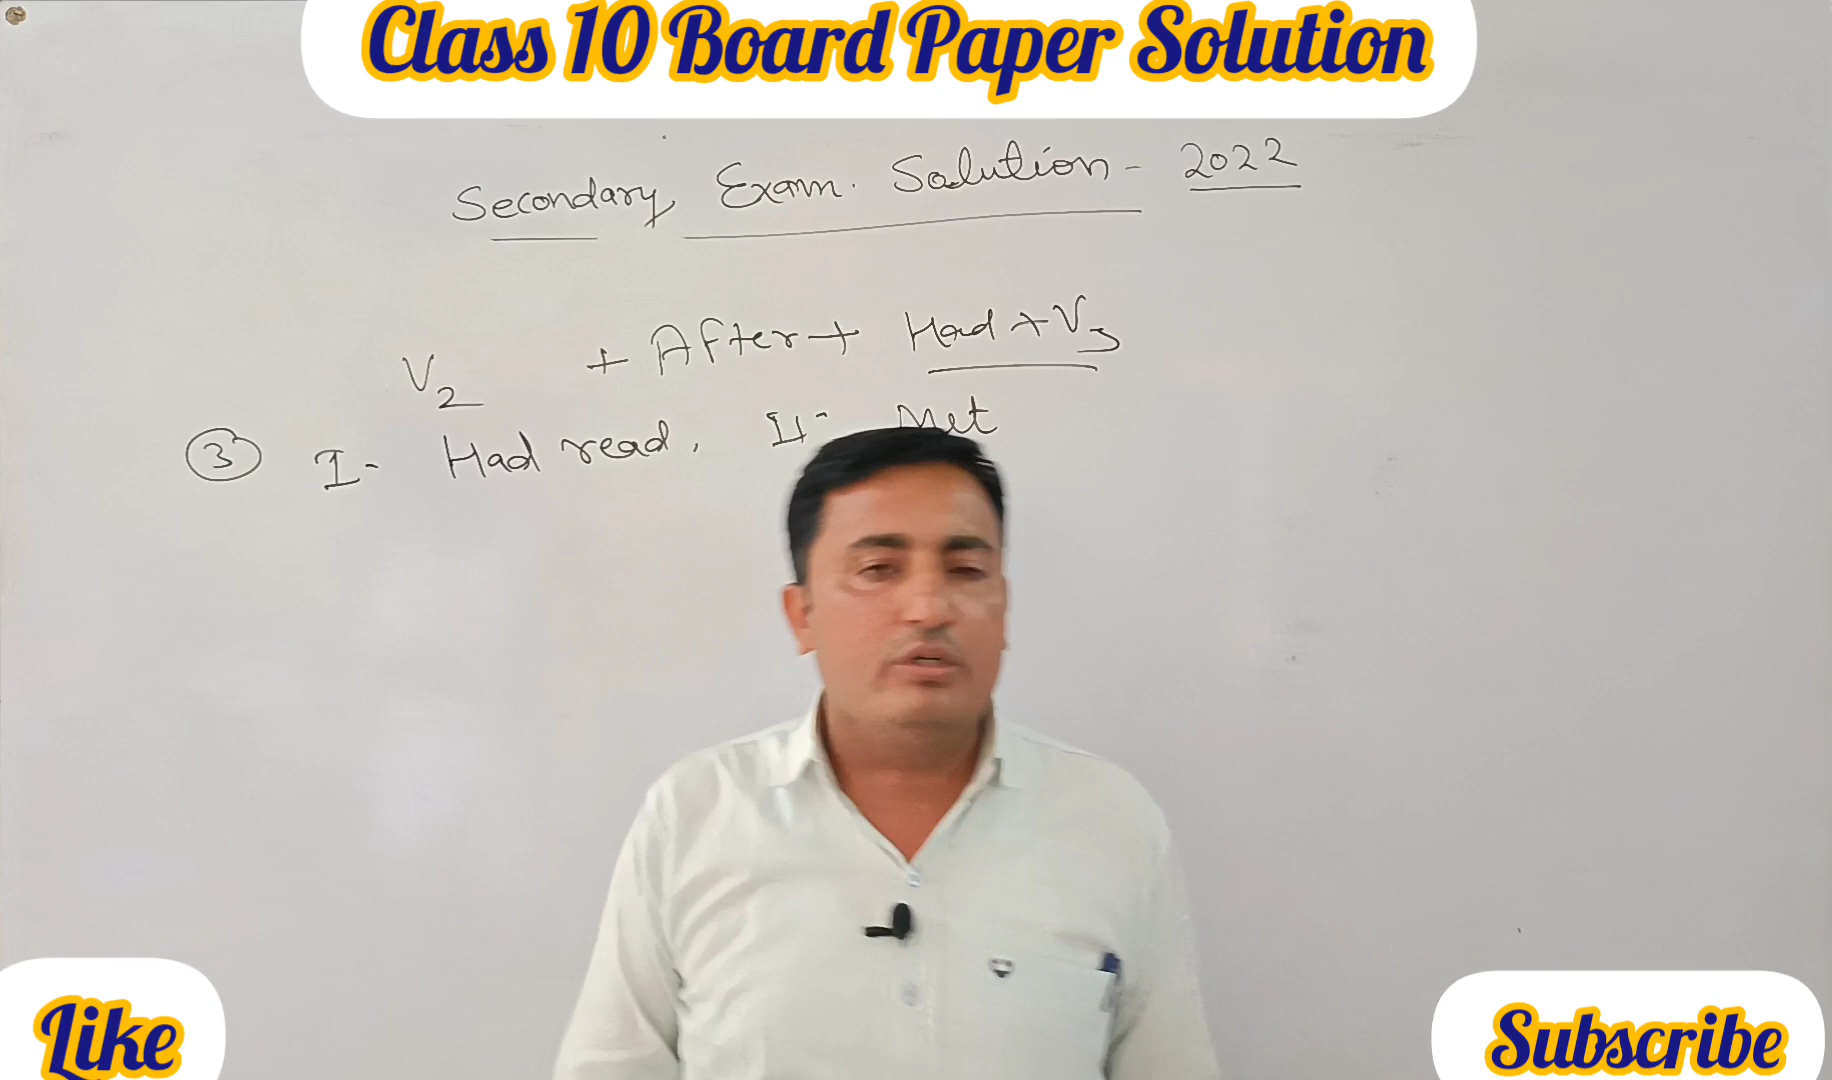 Class 10 Board Paper Solution
Secondary Exam. Solution - 2022
V2 + After + Had + V3
③ I- Had read, II- Met
Like
Subscribe